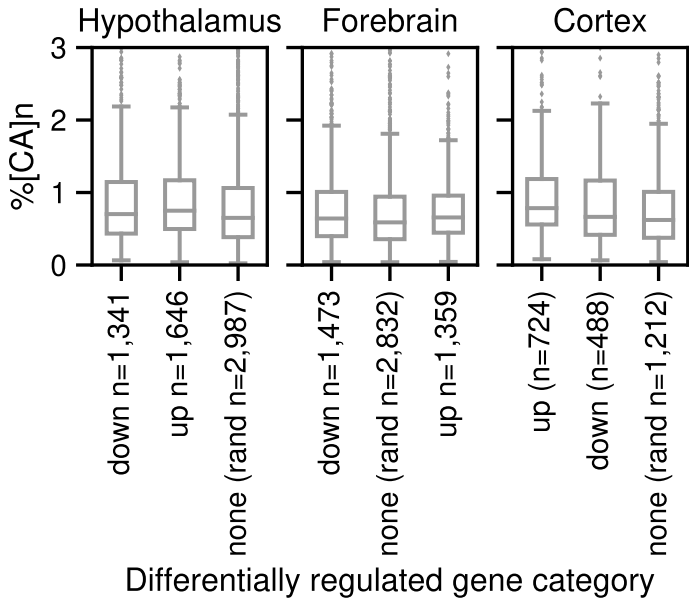 Hypothalamus Forebrain Cortex
%[CA]n
3
2
1
0
down n=1,341
up n=1,646
none (rand n=2,987)
down n=1,473
none (rand n=2,832)
up n=1,359
up (n=724)
down (n=488)
none (rand n=1,212)
Differentially regulated gene category